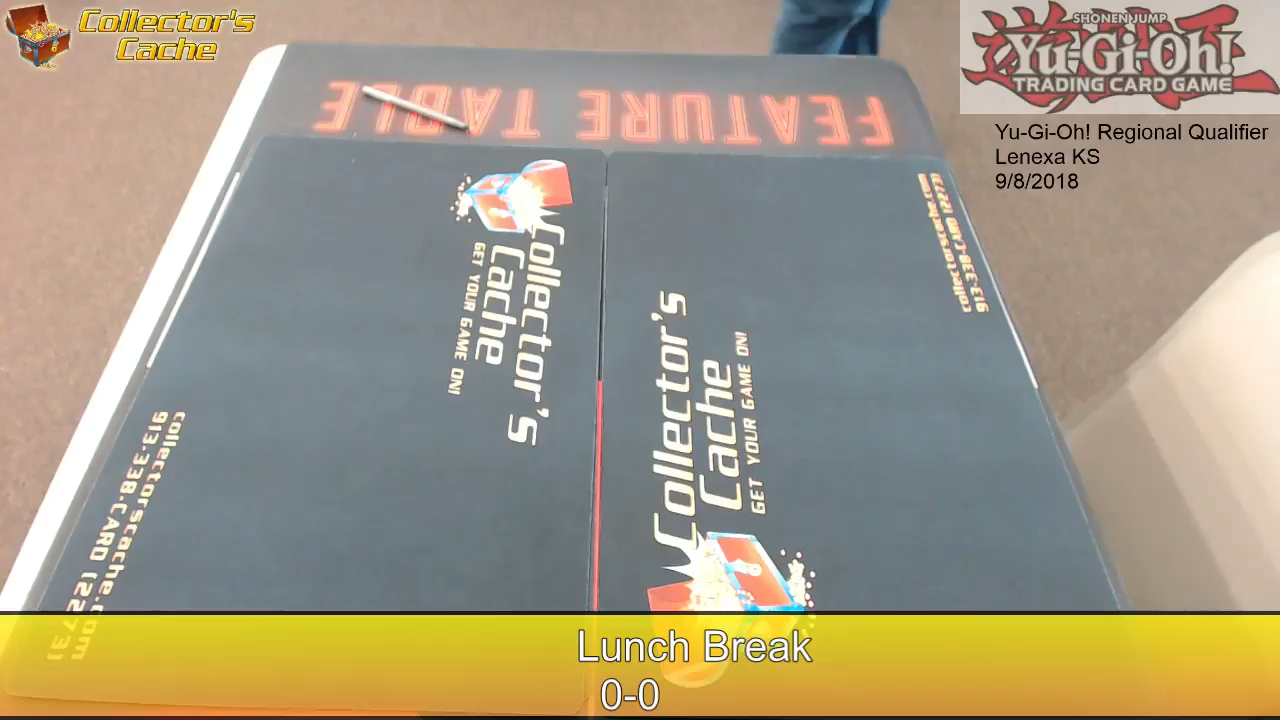 Collector's
Cache
SHONEN JUMP
Yu-Gi-Oh!
TRADING CARD GAME
Yu-Gi-Oh! Regional Qualifier
Lenexa KS
9/8/2018
FEATURE TABLE
Collector's
Cache
GET YOUR GAME ON!
collectorscache.com
913-338-CARD (2273)
Collector's
Cache
GET YOUR GAME ON!
collectorscache.com
913-338-CARD (2273)
Lunch Break
0-0